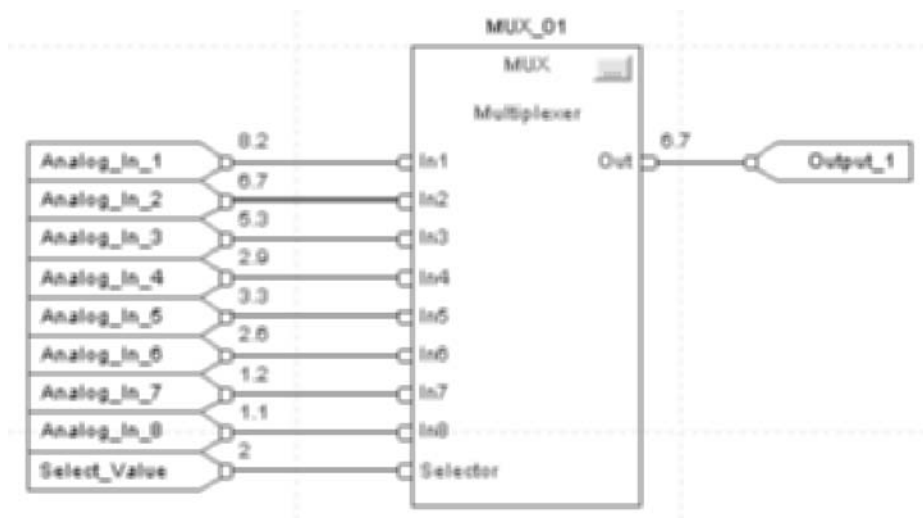 MUX_01
MUX
...
Multiplexer
Analog_In_1 8.2 In1 Out 6.7 Output_1
Analog_In_2 6.7 In2
Analog_In_3 5.3 In3
Analog_In_4 2.9 In4
Analog_In_5 3.3 In5
Analog_In_6 2.6 In6
Analog_In_7 1.2 In7
Analog_In_8 1.1 In8
Select_Value 2 Selector